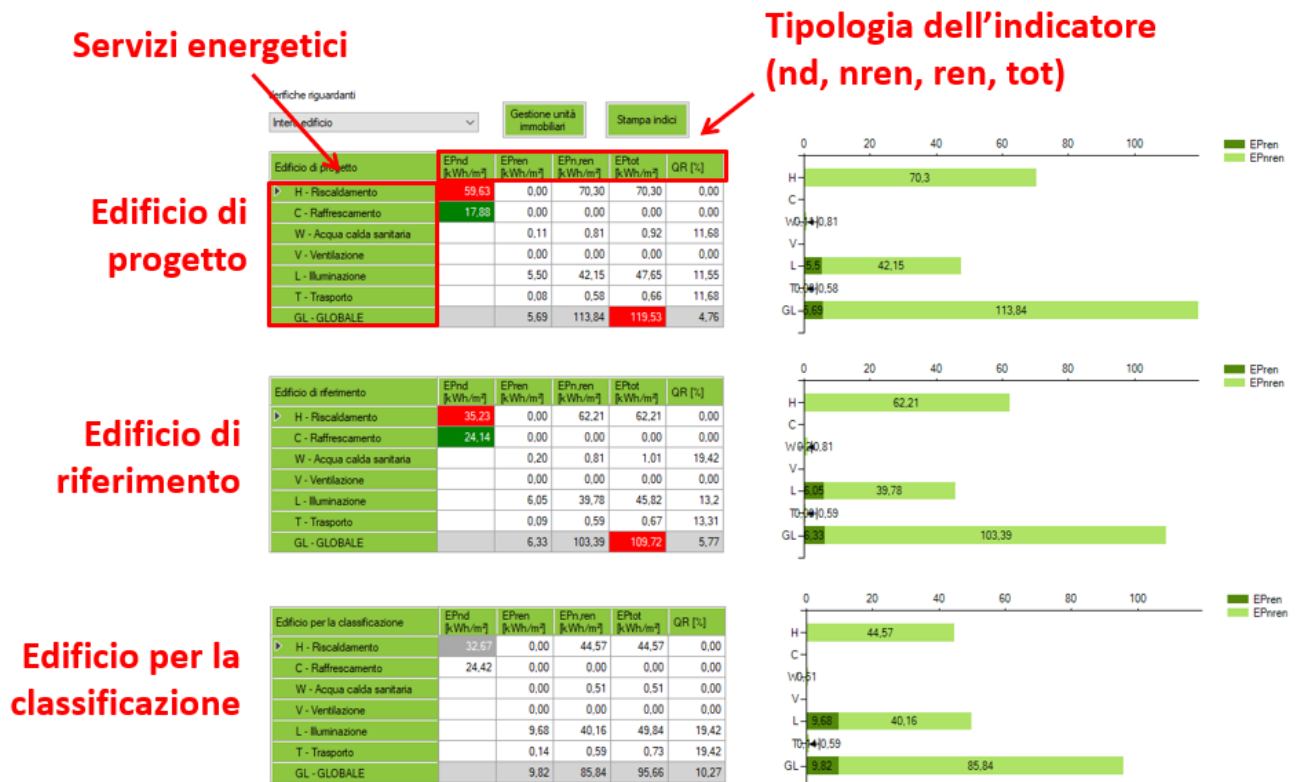 Servizi energetici
Tipologia dell'indicatore
(nd, nren, ren, tot)
Verifiche riguardanti
Intero edificio
Gestione unità
immobiliari
Stampa indici
Edificio di
progetto
Edificio di progetto EPnd [kWh/m²] EPren [kWh/m²] EPn,ren [kWh/m²] EPtot [kWh/m²] QR [%]
H - Riscaldamento 59,63 0,00 70,30 70,30 0,00
C - Raffrescamento 17,88 0,00 0,00 0,00 0,00
W - Acqua calda sanitaria 0,11 0,81 0,92 11,68
V - Ventilazione 0,00 0,00 0,00 0,00
L - Illuminazione 5,50 42,15 47,65 11,55
T - Trasporto 0,08 0,58 0,66 11,68
GL - GLOBALE 5,69 113,84 119,53 4,76
0 20 40 60 80 100
EPren
EPnren
H 70,3
C
W 0,81
V
L 5,5 42,15
T 0,58
GL 5,69 113,84
Edificio di
riferimento
Edificio di riferimento EPnd [kWh/m²] EPren [kWh/m²] EPn,ren [kWh/m²] EPtot [kWh/m²] QR [%]
H - Riscaldamento 35,23 0,00 62,21 62,21 0,00
C - Raffrescamento 24,14 0,00 0,00 0,00 0,00
W - Acqua calda sanitaria 0,20 0,81 1,01 19,42
V - Ventilazione 0,00 0,00 0,00 0,00
L - Illuminazione 6,05 39,78 45,82 13,2
T - Trasporto 0,09 0,59 0,67 13,31
GL - GLOBALE 6,33 103,39 109,72 5,77
0 20 40 60 80 100
EPren
EPnren
H 62,21
C
W 0,81
V
L 6,05 39,78
T 0,59
GL 6,33 103,39
Edificio per la
classificazione
Edificio per la classificazione EPnd [kWh/m²] EPren [kWh/m²] EPn,ren [kWh/m²] EPtot [kWh/m²] QR [%]
H - Riscaldamento 32,67 0,00 44,57 44,57 0,00
C - Raffrescamento 24,42 0,00 0,00 0,00 0,00
W - Acqua calda sanitaria 0,00 0,51 0,51 0,00
V - Ventilazione 0,00 0,00 0,00 0,00
L - Illuminazione 9,68 40,16 49,84 19,42
T - Trasporto 0,14 0,59 0,73 19,42
GL - GLOBALE 9,82 85,84 95,66 10,27
0 20 40 60 80 100
EPren
EPnren
H 44,57
C
W
V
L 9,68 40,16
T 0,59
GL 9,82 85,84